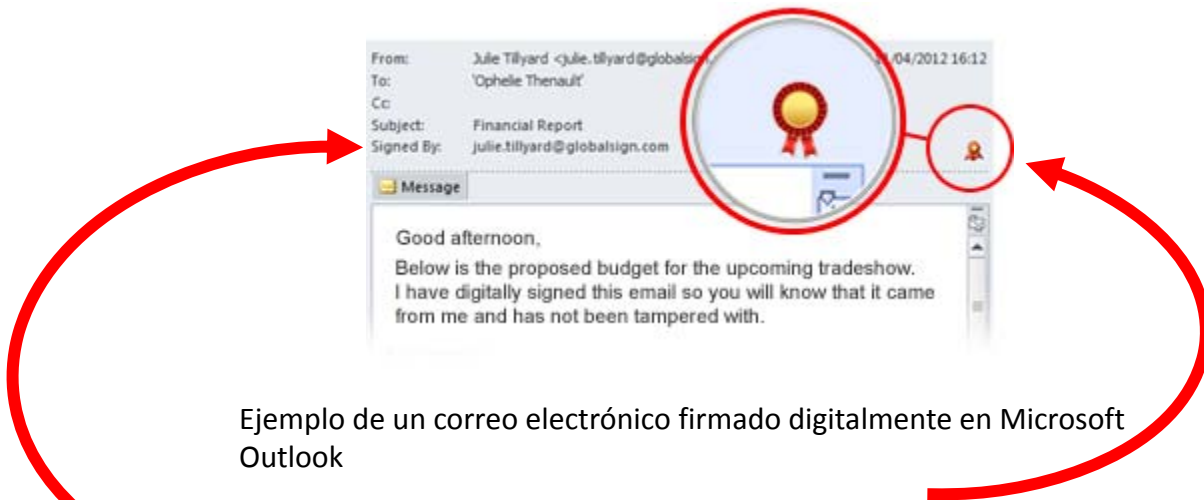 From: Julie Tillyard <julie.tillyard@globalsign /04/2012 16:12
To: 'Ophelie Thenault'
Cc:
Subject: Financial Report
Signed By: julie.tillyard@globalsign.com
Message
Good afternoon,
Below is the proposed budget for the upcoming tradeshow.
I have digitally signed this email so you will know that it came
from me and has not been tampered with.
Ejemplo de un correo electrónico firmado digitalmente en Microsoft
Outlook